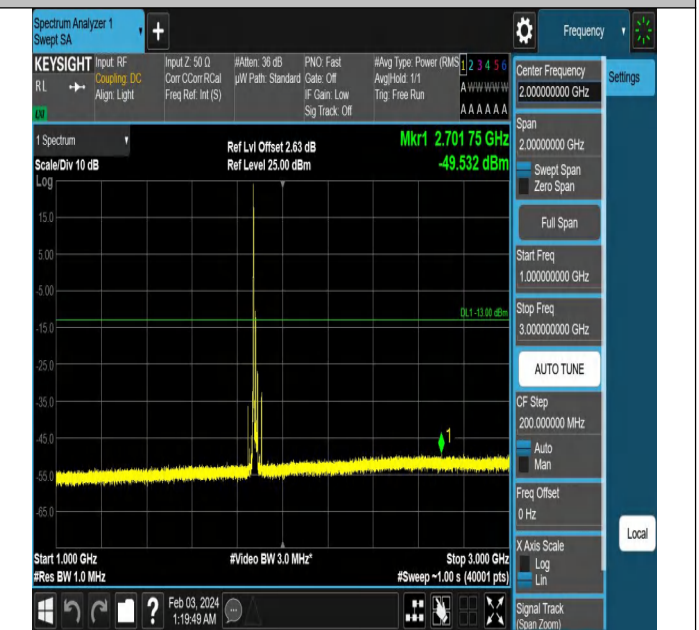 Spectrum Analyzer 1
Swept SA
+
Frequency
KEYSIGHT
RL
LXI
Input: RF
Coupling: DC
Align: Light
Input Z: 50 Ω
Corr CCorr RCal
Freq Ref: Int (S)
#Atten: 36 dB
µW Path: Standard
PNO: Fast
Gate: Off
IF Gain: Low
Sig Track: Off
#Avg Type: Power (RMS
Avg|Hold: 1/1
Trig: Free Run
1 2 3 4 5 6
A W W W W W
A A A A A A
1 Spectrum
Scale/Div 10 dB
Log
Ref Lvl Offset 2.63 dB
Ref Level 25.00 dBm
Mkr1 2.701 75 GHz
-49.532 dBm
15.0
5.00
-5.00
-15.0
-25.0
-35.0
-45.0
-55.0
-65.0
DL1 -13.00 dBm
1
Start 1.000 GHz
#Res BW 1.0 MHz
#Video BW 3.0 MHz*
Stop 3.000 GHz
#Sweep ~1.00 s (40001 pts)
Center Frequency
2.000000000 GHz
Settings
Span
2.00000000 GHz
Swept Span
Zero Span
Full Span
Start Freq
1.000000000 GHz
Stop Freq
3.000000000 GHz
AUTO TUNE
CF Step
200.000000 MHz
Auto
Man
Freq Offset
0 Hz
X Axis Scale
Log
Lin
Local
Signal Track
(Span Zoom)
?
Feb 03, 2024
1:19:49 AM